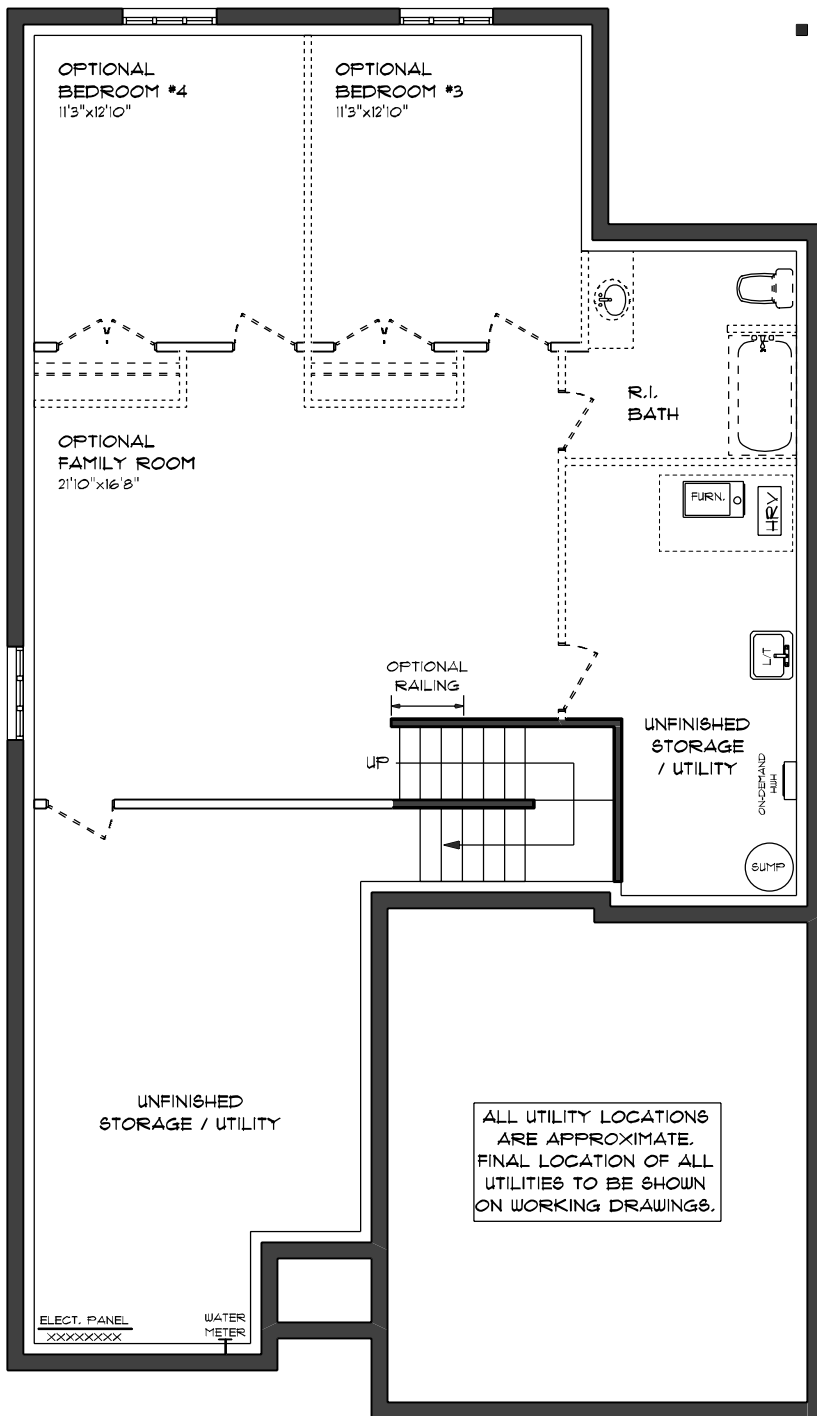 OPTIONAL
BEDROOM #4
11'3"x12'10"
OPTIONAL
BEDROOM #3
11'3"x12'10"
R.I.
BATH
OPTIONAL
FAMILY ROOM
21'10"x16'8"
FURN.
HRV
L/T
OPTIONAL
RAILING
UP
UNFINISHED
STORAGE
/ UTILITY
ON-DEMAND
HWH
SUMP
UNFINISHED
STORAGE / UTILITY
ALL UTILITY LOCATIONS
ARE APPROXIMATE.
FINAL LOCATION OF ALL
UTILITIES TO BE SHOWN
ON WORKING DRAWINGS.
ELECT. PANEL
XXXXXXXX
WATER
METER